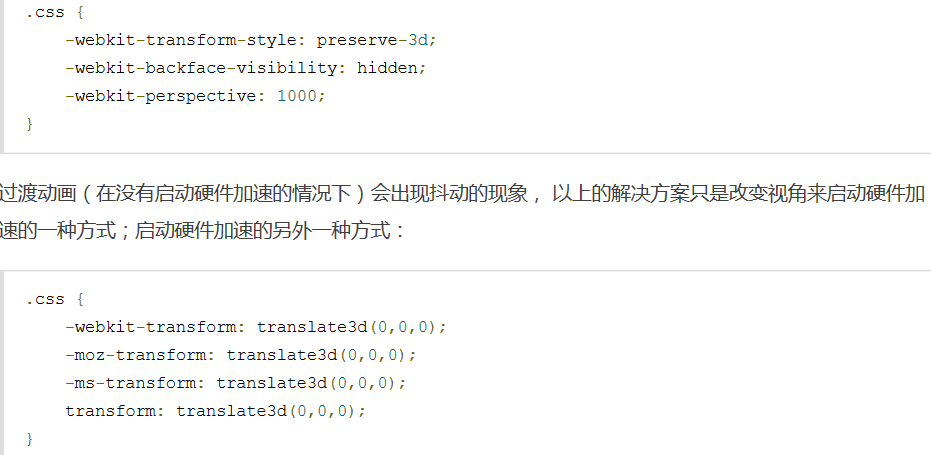 .css {
-webkit-transform-style: preserve-3d;
-webkit-backface-visibility: hidden;
-webkit-perspective: 1000;
}
过渡动画（在没有启动硬件加速的情况下）会出现抖动的现象， 以上的解决方案只是改变视角来启动硬件加
速的一种方式；启动硬件加速的另外一种方式：
.css {
-webkit-transform: translate3d(0,0,0);
-moz-transform: translate3d(0,0,0);
-ms-transform: translate3d(0,0,0);
transform: translate3d(0,0,0);
}